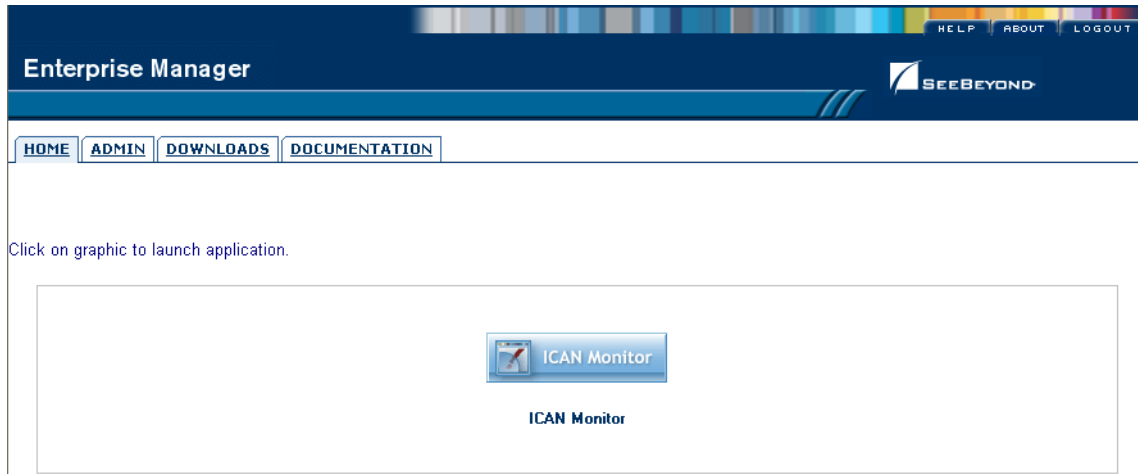 HELP ABOUT LOGOUT
Enterprise Manager
SEEBEYOND
HOME ADMIN DOWNLOADS DOCUMENTATION
Click on graphic to launch application.
ICAN Monitor
ICAN Monitor